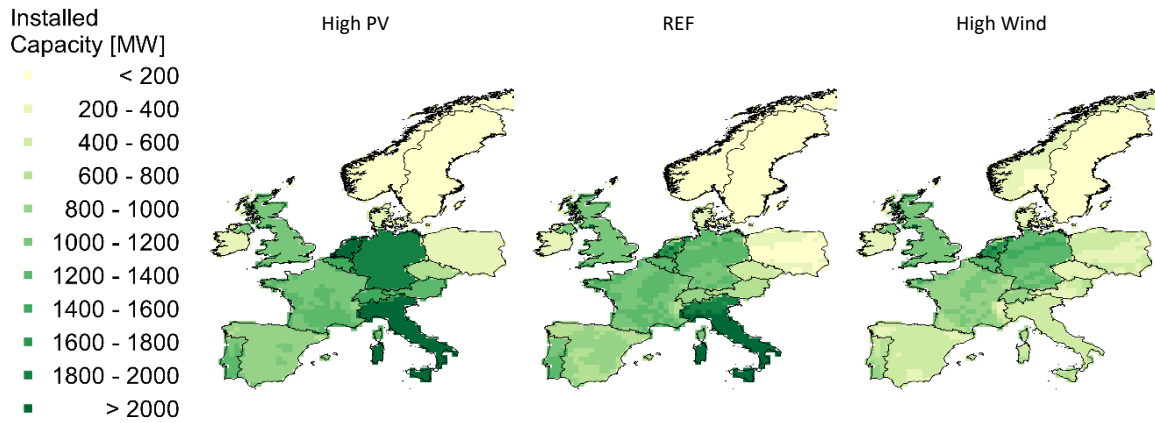 Installed
Capacity [MW]
< 200
200 - 400
400 - 600
600 - 800
800 - 1000
1000 - 1200
1200 - 1400
1400 - 1600
1600 - 1800
1800 - 2000
> 2000
High PV
REF
High Wind